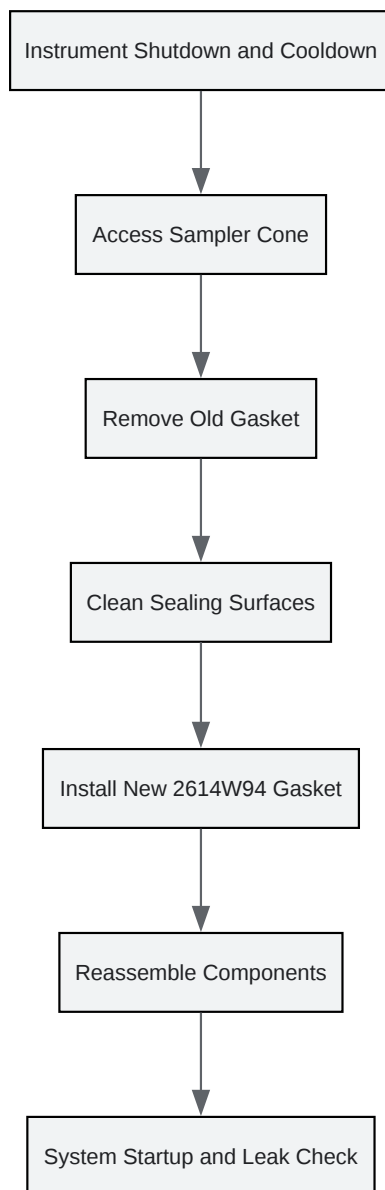 Instrument Shutdown and Cooldown
Access Sampler Cone
Remove Old Gasket
Clean Sealing Surfaces
Install New 2614W94 Gasket
Reassemble Components
System Startup and Leak Check